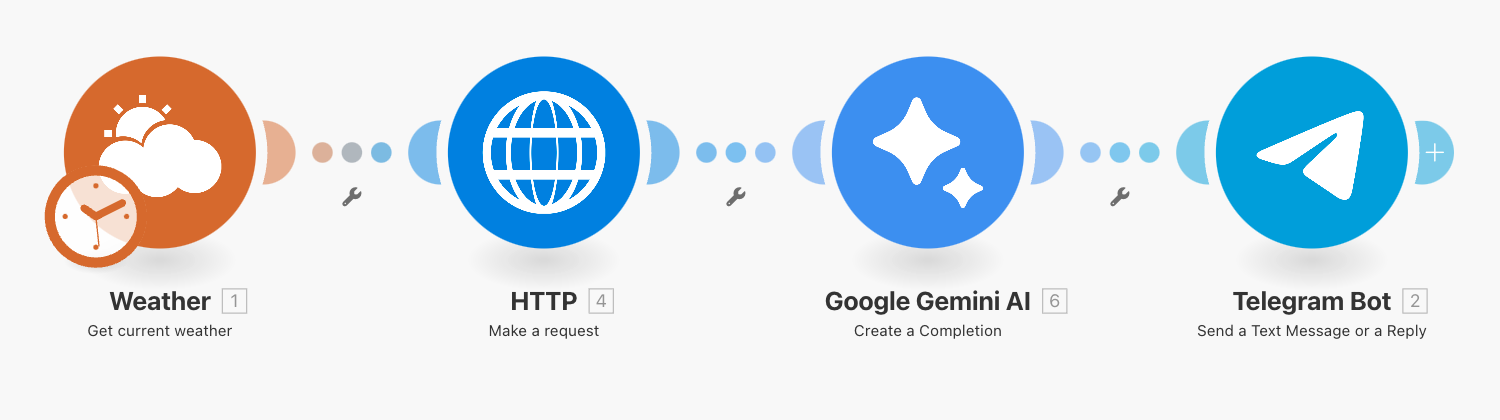 Weather 1
Get current weather
HTTP 4
Make a request
Google Gemini AI 6
Create a Completion
Telegram Bot 2
Send a Text Message or a Reply